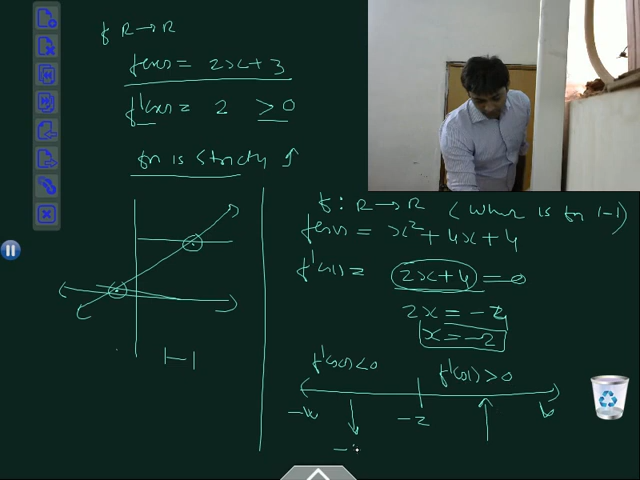 f R→R
f(x) = 2x+3
f'(x) = 2 > 0
fn is strictly ↑
1-1
f: R→R (when is fn 1-1)
f(x) = x² + 4x + 4
f'(x) = 2x+4 = 0
2x = -4
x = -2
f'(x) < 0 f'(x) > 0
-∞ -2 ∞